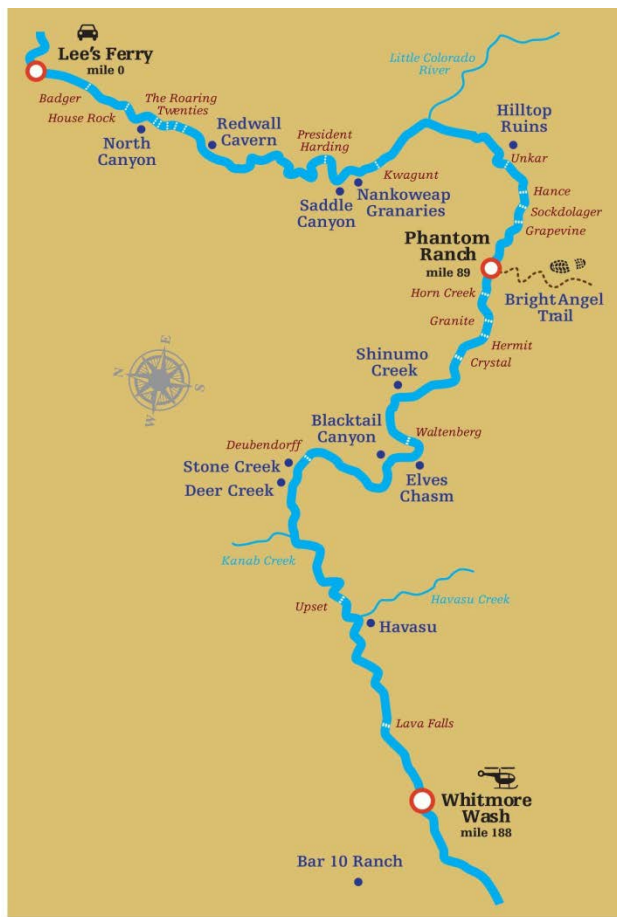 Lee's Ferry
mile 0
Little Colorado
River
Badger
The Roaring
Twenties
House Rock
North
Canyon
Redwall
Cavern
President
Harding
Hilltop
Ruins
Unkar
Kwagunt
Nankoweap
Granaries
Saddle
Canyon
Hance
Sockdolager
Grapevine
Phantom
Ranch
mile 89
Bright Angel
Trail
Horn Creek
Granite
Hermit
Crystal
N
E
S
W
Shinumo
Creek
Blacktail
Canyon
Waltenberg
Deubendorff
Stone Creek
Deer Creek
Elves
Chasm
Kanab Creek
Upset
Havasu Creek
Havasu
Lava Falls
Whitmore
Wash
mile 188
Bar 10 Ranch